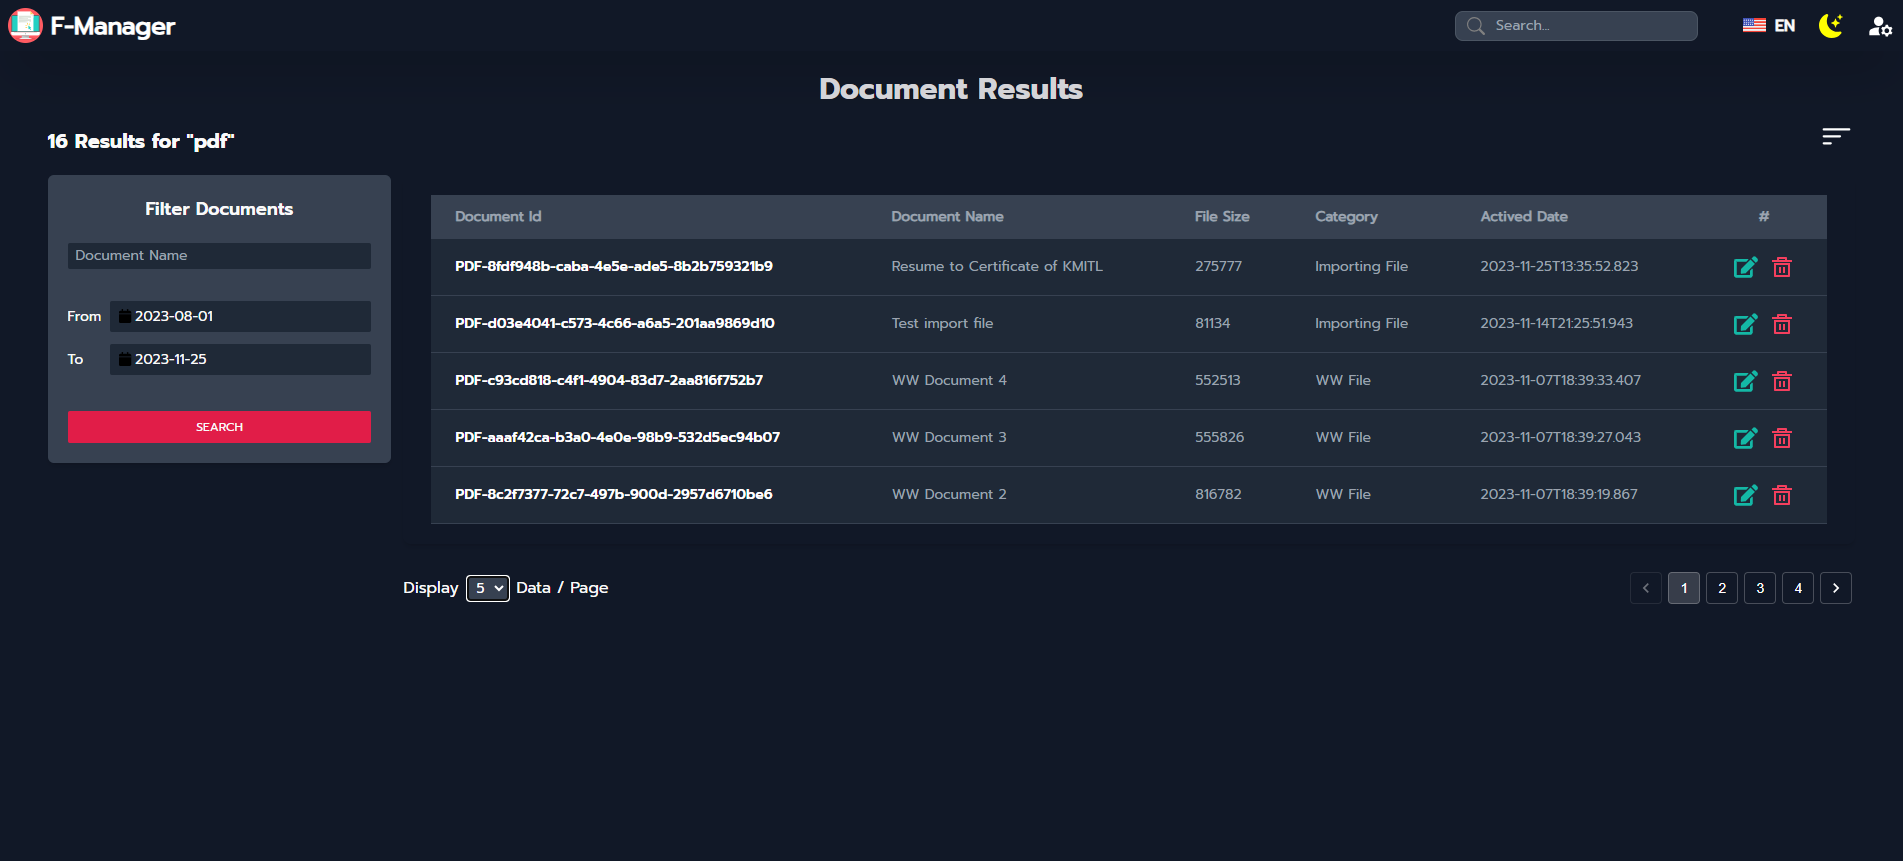 F-Manager
Search...
EN
Document Results
16 Results for "pdf"
Filter Documents
Document Name
From 2023-08-01
To 2023-11-25
SEARCH
Document Id Document Name File Size Category Actived Date #
PDF-8fdf948b-caba-4e5e-ade5-8b2b759321b9 Resume to Certificate of KMITL 275777 Importing File 2023-11-25T13:35:52.823
PDF-d03e4041-c573-4c66-a6a5-201aa9869d10 Test import file 81134 Importing File 2023-11-14T21:25:51.943
PDF-c93cd818-c4f1-4904-83d7-2aa816f752b7 WW Document 4 552513 WW File 2023-11-07T18:39:33.407
PDF-aaaf42ca-b3a0-4e0e-98b9-532d5ec94b07 WW Document 3 555826 WW File 2023-11-07T18:39:27.043
PDF-8c2f7377-72c7-497b-900d-2957d6710be6 WW Document 2 816782 WW File 2023-11-07T18:39:19.867
Display 5 Data / Page
1 2 3 4